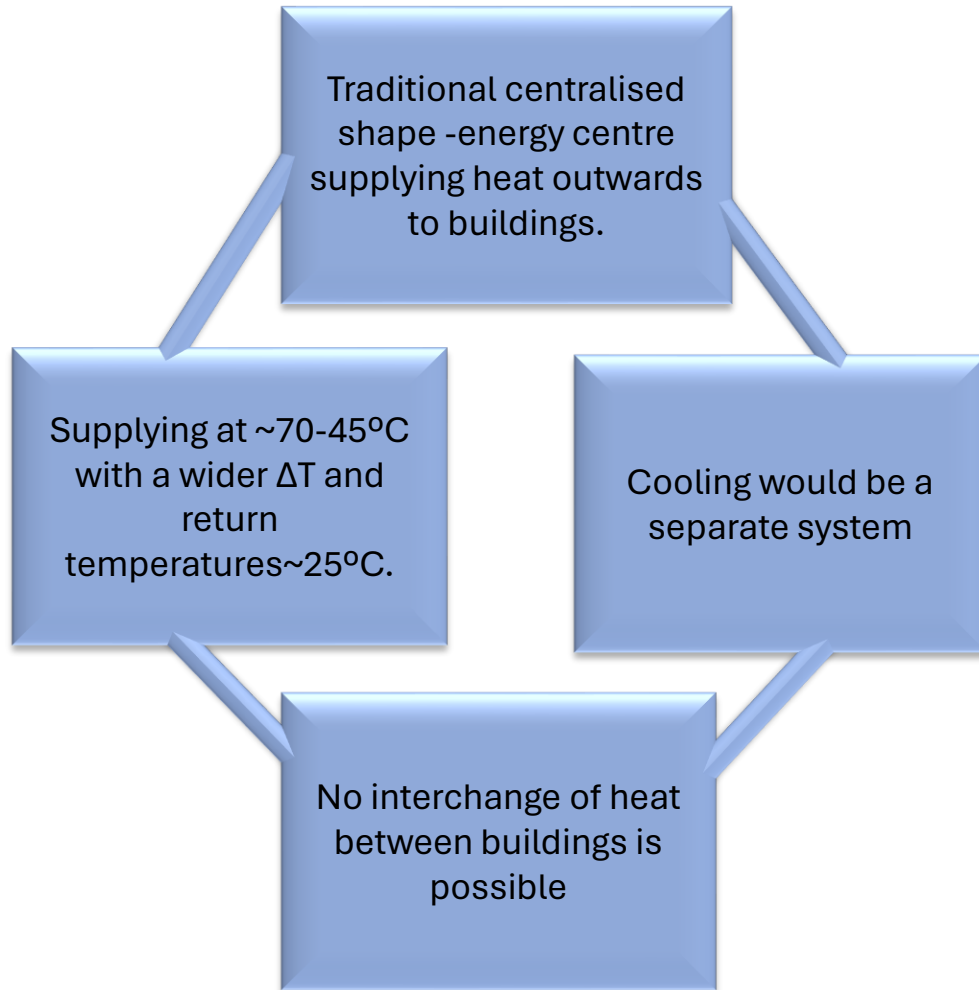 Traditional centralised
shape -energy centre
supplying heat outwards
to buildings.
Supplying at ~70-45ºC
with a wider ΔT and
return
temperatures~25ºC.
Cooling would be a
separate system
No interchange of heat
between buildings is
possible